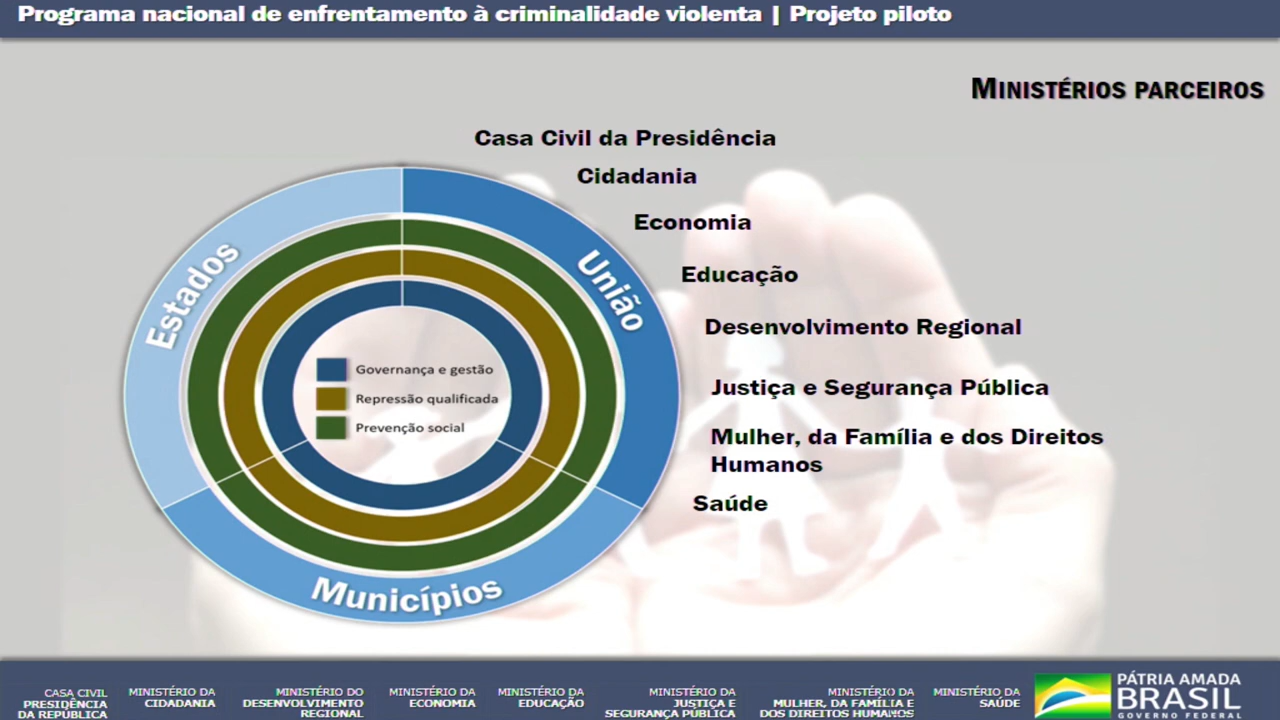 Programa nacional de enfrentamento à criminalidade violenta | Projeto piloto
MINISTÉRIOS PARCEIROS
Casa Civil da Presidência
Cidadania
Economia
Educação
Desenvolvimento Regional
Justiça e Segurança Pública
Mulher, da Família e dos Direitos
Humanos
Saúde
Estados
União
Municípios
Governança e gestão
Repressão qualificada
Prevenção social
CASA CIVIL
PRESIDÊNCIA
DA REPÚBLICA
MINISTÉRIO DA
CIDADANIA
MINISTÉRIO DO
DESENVOLVIMENTO
REGIONAL
MINISTÉRIO DA
ECONOMIA
MINISTÉRIO DA
EDUCAÇÃO
MINISTÉRIO DA
JUSTIÇA E
SEGURANÇA PÚBLICA
MINISTÉRIO DA
MULHER, DA FAMÍLIA E
DOS DIREITOS HUMANOS
MINISTÉRIO DA
SAÚDE
PÁTRIA AMADA
BRASIL
GOVERNO FEDERAL